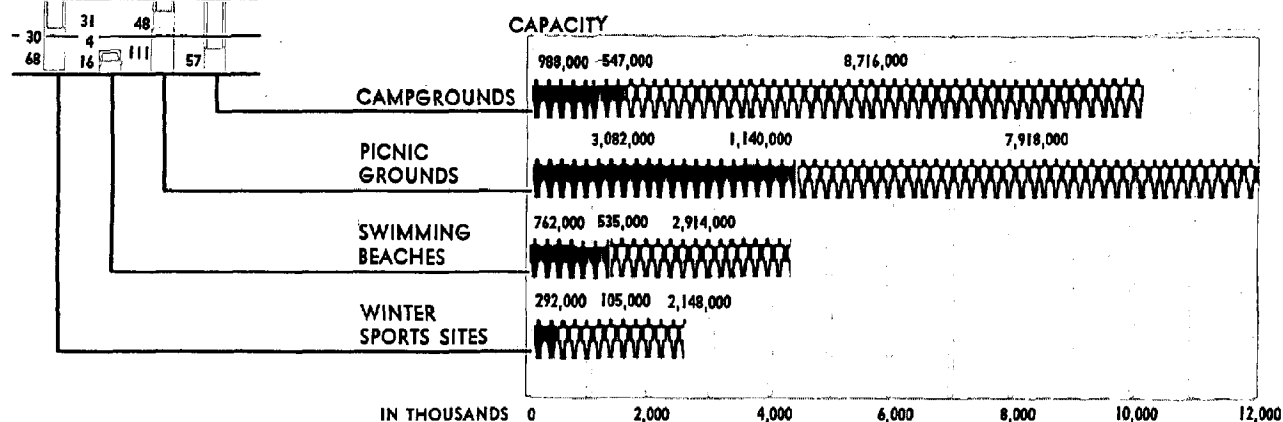 31 48
- 30 4
68 16 111 57
CAPACITY
988,000 547,000 8,716,000
CAMPGROUNDS
3,082,000 1,140,000 7,918,000
PICNIC
GROUNDS
762,000 535,000 2,914,000
SWIMMING
BEACHES
292,000 105,000 2,148,000
WINTER
SPORTS SITES
IN THOUSANDS 0 2,000 4,000 6,000 8,000 10,000 12,000